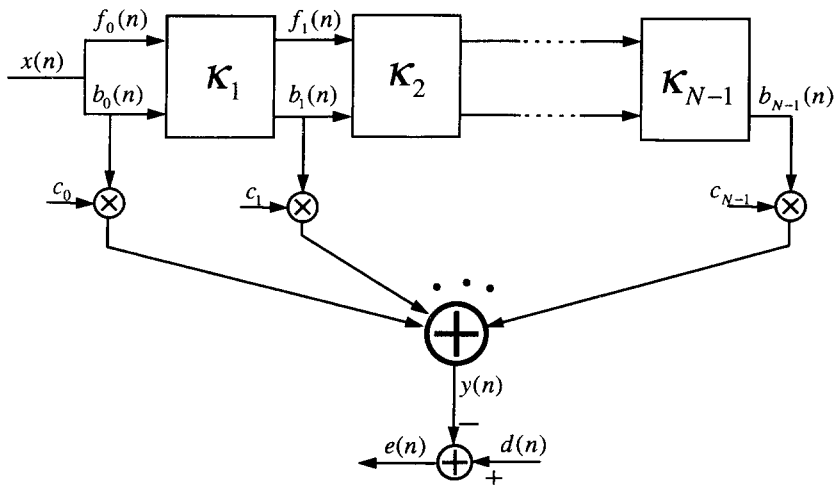 f₀(n)
f₁(n)
x(n)
κ₁
κ₂
κ_{N−1}
b₀(n)
b₁(n)
b_{N−1}(n)
c₀
c₁
c_{N−1}
y(n)
−
e(n)
d(n)
+